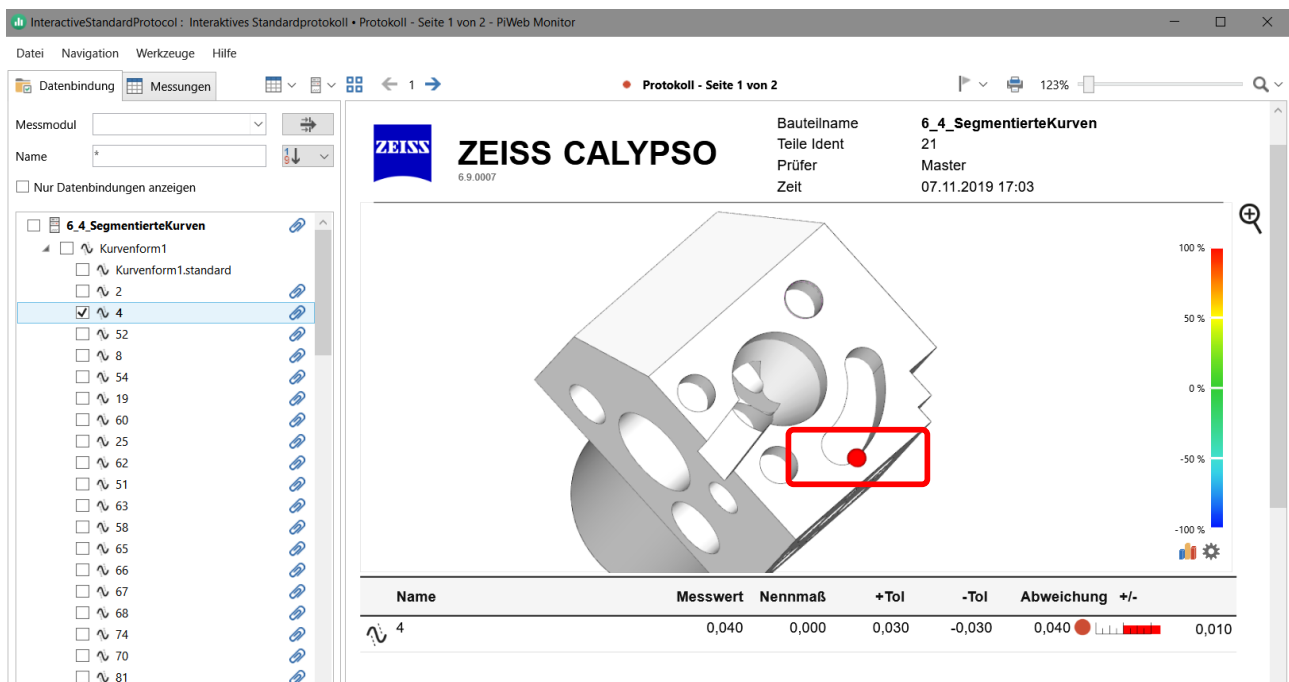 InteractiveStandardProtocol : Interaktives Standardprotokoll • Protokoll - Seite 1 von 2 - PiWeb Monitor
Datei Navigation Werkzeuge Hilfe
Datenbindung Messungen
1
Protokoll - Seite 1 von 2
123%
Messmodul
Name *
Nur Datenbindungen anzeigen
6_4_SegmentierteKurven
Kurvenform1
Kurvenform1.standard
2
4
52
8
54
19
60
25
62
51
63
58
65
66
67
68
74
70
81
ZEISS
ZEISS CALYPSO
6.9.0007
Bauteilname 6_4_SegmentierteKurven
Teile Ident 21
Prüfer Master
Zeit 07.11.2019 17:03
100 %
50 %
0 %
-50 %
-100 %
Name Messwert Nennmaß +Tol -Tol Abweichung +/-
4 0,040 0,000 0,030 -0,030 0,040 0,010